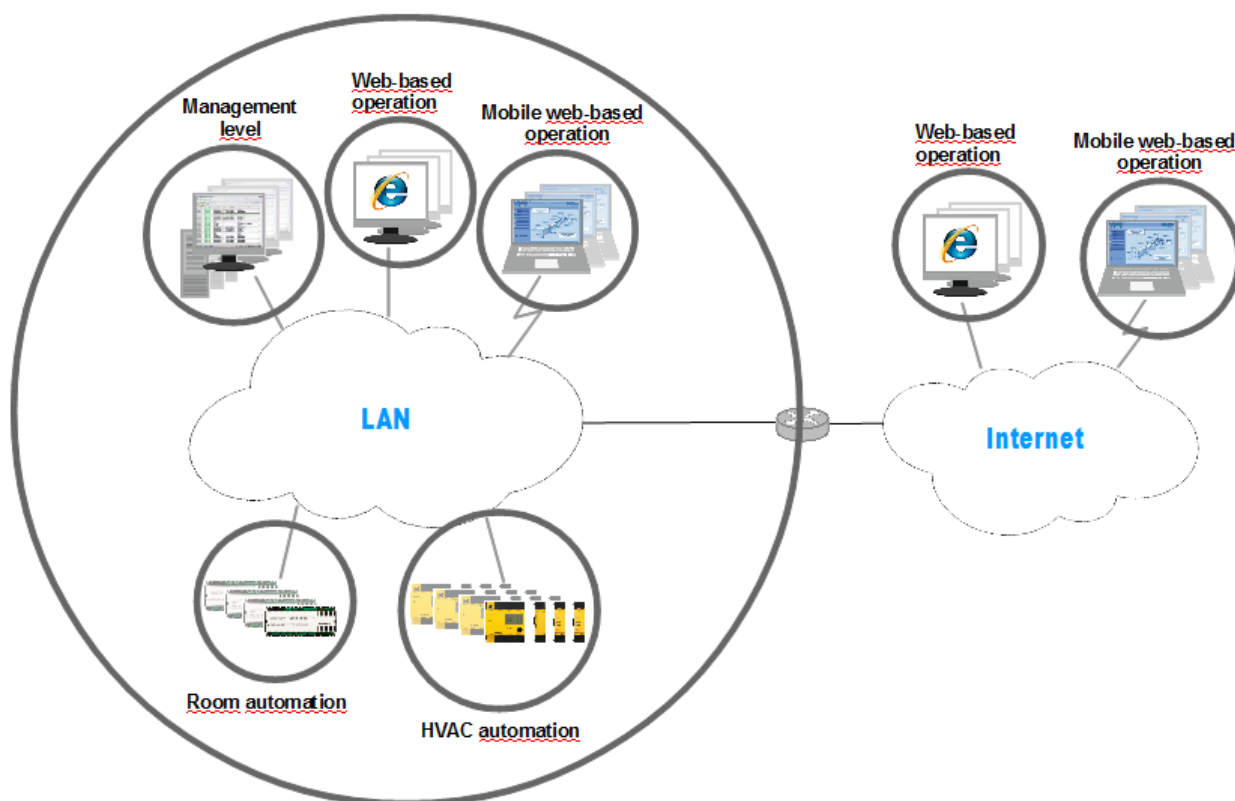 Management
level
Web-based
operation
Mobile web-based
operation
Web-based
operation
Mobile web-based
operation
LAN
Internet
Room automation
HVAC automation